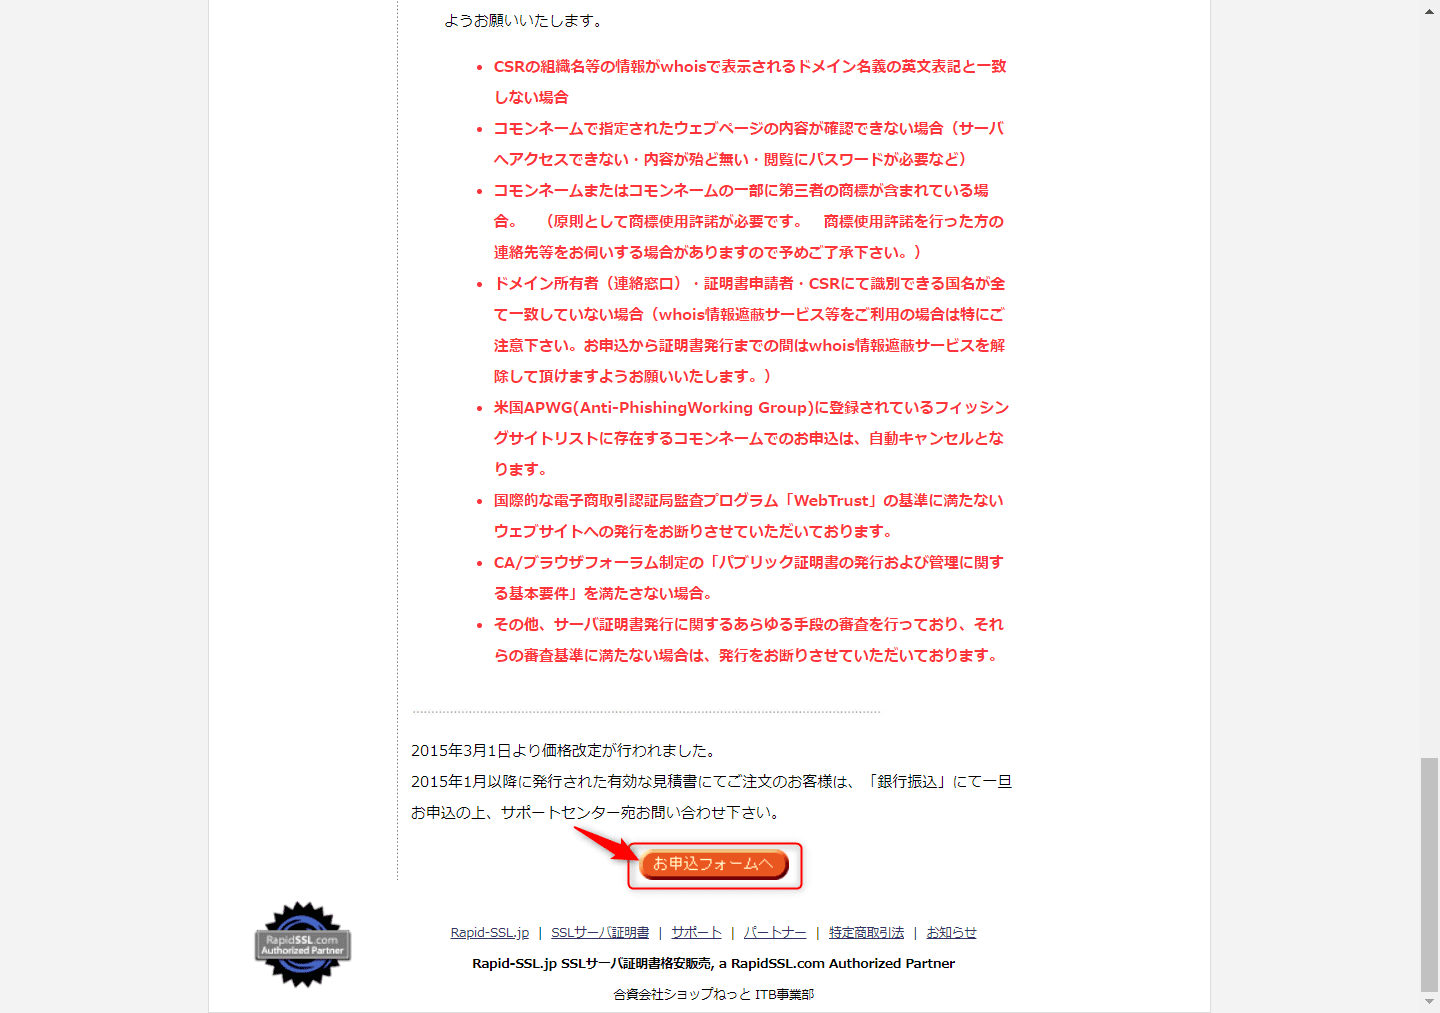 ようお願いいたします。
• CSRの組織名等の情報がwhoisで表示されるドメイン名義の英文表記と一致
しない場合
• コモンネームで指定されたウェブページの内容が確認できない場合（サーバ
へアクセスできない・内容が殆ど無い・閲覧にパスワードが必要など）
• コモンネームまたはコモンネームの一部に第三者の商標が含まれている場
合。　（原則として商標使用許諾が必要です。　商標使用許諾を行った方の
連絡先等をお伺いする場合がありますので予めご了承下さい。）
• ドメイン所有者（連絡窓口）・証明書申請者・CSRにて識別できる国名が全
て一致していない場合（whois情報遮蔽サービス等をご利用の場合は特にご
注意下さい。お申込から証明書発行までの間はwhois情報遮蔽サービスを解
除して頂けますようお願いいたします。）
• 米国APWG(Anti-PhishingWorking Group)に登録されているフィッシン
グサイトリストに存在するコモンネームでのお申込は、自動キャンセルとな
ります。
• 国際的な電子商取引認証局監査プログラム「WebTrust」の基準に満たない
ウェブサイトへの発行をお断りさせていただいております。
• CA/ブラウザフォーラム制定の「パブリック証明書の発行および管理に関す
る基本要件」を満たさない場合。
• その他、サーバ証明書発行に関するあらゆる手段の審査を行っており、それ
らの審査基準に満たない場合は、発行をお断りさせていただいております。
2015年3月1日より価格改定が行われました。
2015年1月以降に発行された有効な見積書にてご注文のお客様は、「銀行振込」にて一旦
お申込の上、サポートセンター宛お問い合わせ下さい。
お申込フォームへ
RapidSSL.com
Authorized Partner
Rapid-SSL.jp | SSLサーバ証明書 | サポート | パートナー | 特定商取引法 | お知らせ
Rapid-SSL.jp SSLサーバ証明書格安販売, a RapidSSL.com Authorized Partner
合資会社ショップねっと ITB事業部